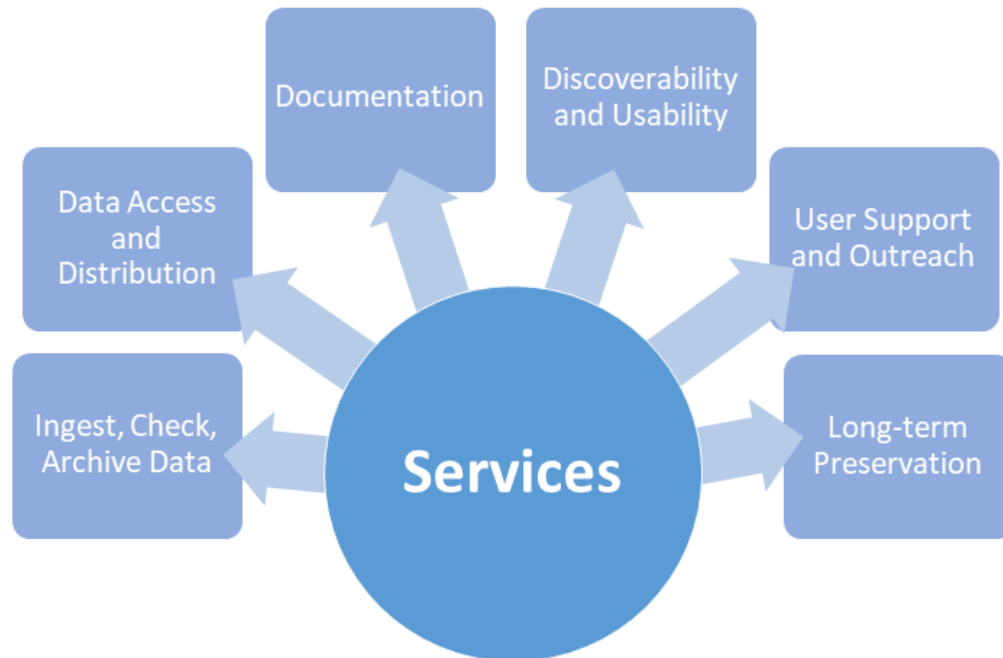 Documentation
Discoverability
and Usability
Data Access
and
Distribution
User Support
and Outreach
Ingest, Check,
Archive Data
Long-term
Preservation
Services